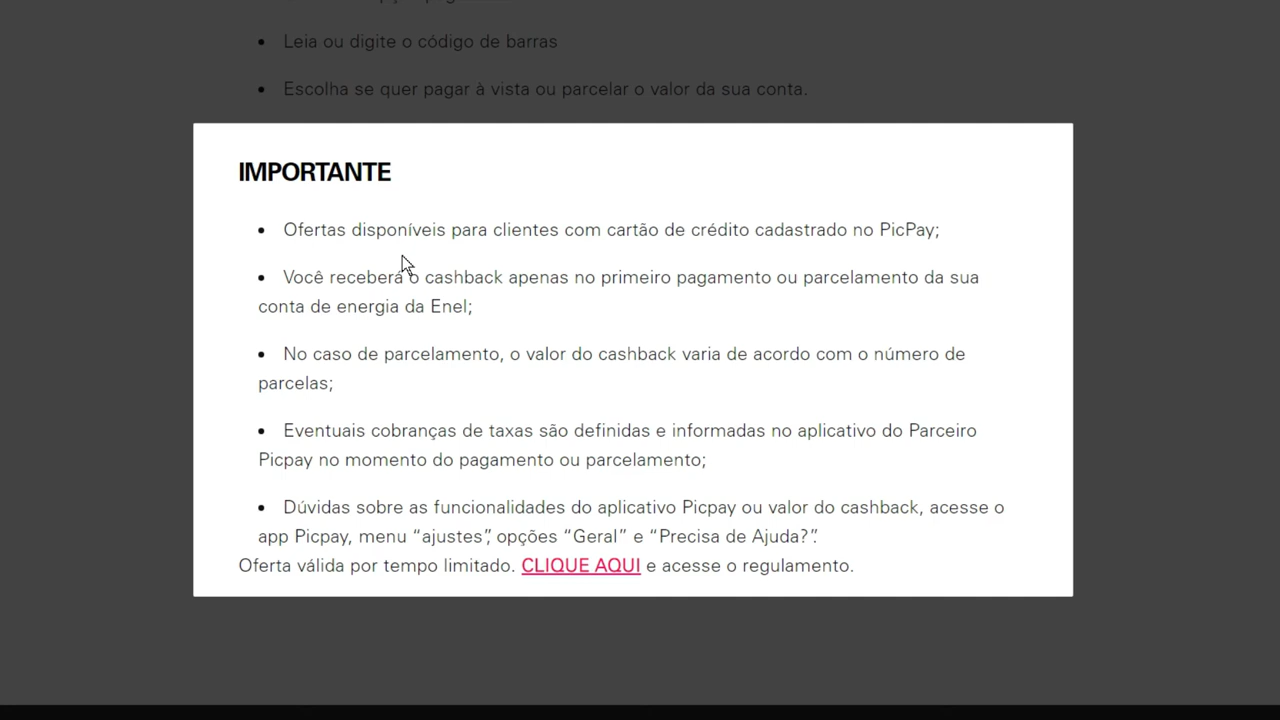 Leia ou digite o código de barras
Escolha se quer pagar à vista ou parcelar o valor da sua conta.
IMPORTANTE
Ofertas disponíveis para clientes com cartão de crédito cadastrado no PicPay;
Você receberá o cashback apenas no primeiro pagamento ou parcelamento da sua
conta de energia da Enel;
No caso de parcelamento, o valor do cashback varia de acordo com o número de
parcelas;
Eventuais cobranças de taxas são definidas e informadas no aplicativo do Parceiro
Picpay no momento do pagamento ou parcelamento;
Dúvidas sobre as funcionalidades do aplicativo Picpay ou valor do cashback, acesse o
app Picpay, menu “ajustes”, opções “Geral” e “Precisa de Ajuda?”.
Oferta válida por tempo limitado. CLIQUE AQUI e acesse o regulamento.